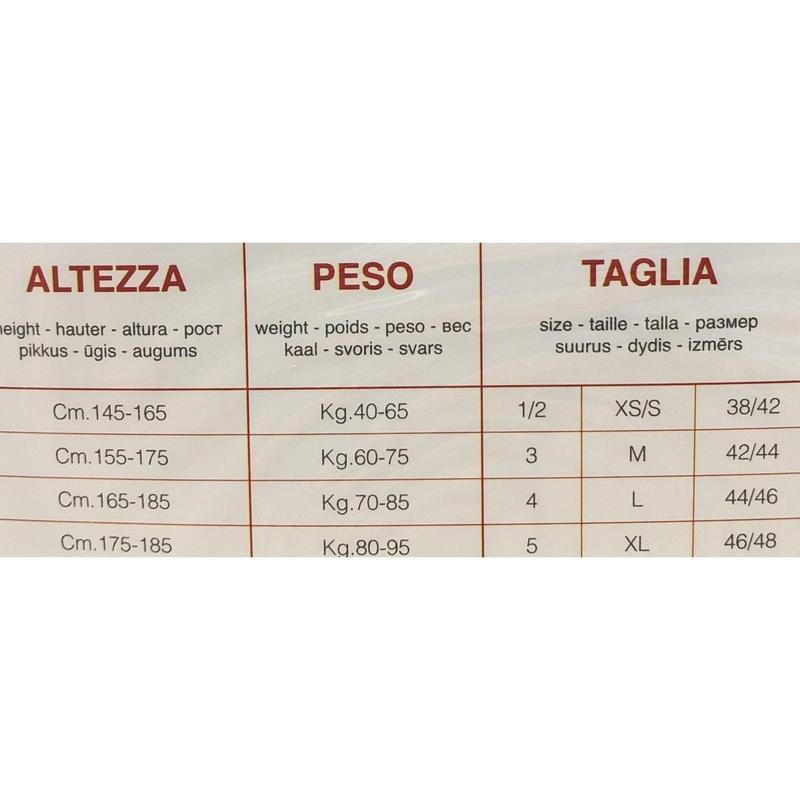 ALTEZZA PESO TAGLIA
height - hauter - altura - рост weight - poids - peso - вес size - taille - talla - размер
pikkus - ūgis - augums kaal - svoris - svars suurus - dydis - izmērs
Cm.145-165 Kg.40-65 1/2 XS/S 38/42
Cm.155-175 Kg.60-75 3 M 42/44
Cm.165-185 Kg.70-85 4 L 44/46
Cm.175-185 Kg.80-95 5 XL 46/48